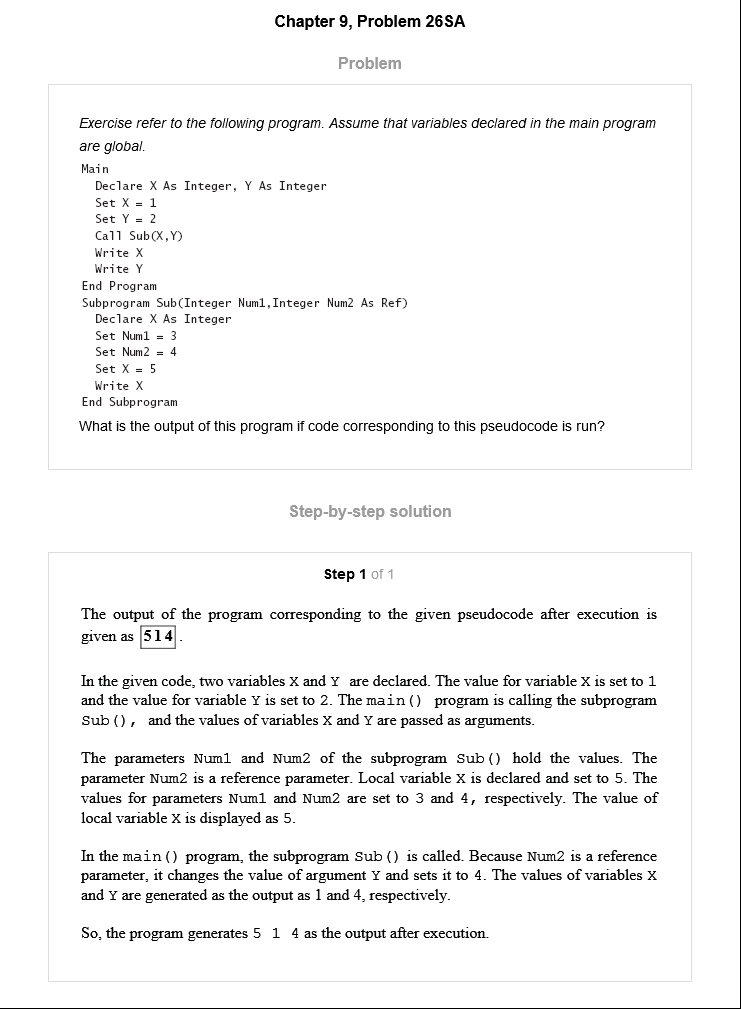 Chapter 9, Problem 26SA
Problem
Exercise refer to the following program. Assume that variables declared in the main program
are global.
Main
Declare X As Integer, Y As Integer
Set X = 1
Set Y = 2
Call Sub(X,Y)
Write X
Write Y
End Program
Subprogram Sub(Integer Num1,Integer Num2 As Ref)
Declare X As Integer
Set Num1 = 3
Set Num2 = 4
Set X = 5
Write X
End Subprogram
What is the output of this program if code corresponding to this pseudocode is run?
Step-by-step solution
Step 1 of 1
The output of the program corresponding to the given pseudocode after execution is
given as 514.
In the given code, two variables X and Y are declared. The value for variable X is set to 1
and the value for variable Y is set to 2. The main() program is calling the subprogram
Sub(), and the values of variables X and Y are passed as arguments.
The parameters Num1 and Num2 of the subprogram Sub() hold the values. The
parameter Num2 is a reference parameter. Local variable X is declared and set to 5. The
values for parameters Num1 and Num2 are set to 3 and 4, respectively. The value of
local variable X is displayed as 5.
In the main() program, the subprogram Sub() is called. Because Num2 is a reference
parameter, it changes the value of argument Y and sets it to 4. The values of variables X
and Y are generated as the output as 1 and 4, respectively.
So, the program generates 5 1 4 as the output after execution.